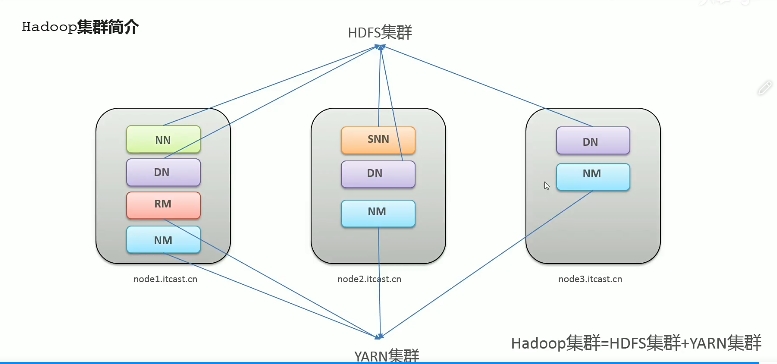 Hadoop集群简介
HDFS集群
NN
DN
RM
NM
SNN
DN
NM
DN
NM
node1.itcast.cn
node2.itcast.cn
node3.itcast.cn
YARN集群
Hadoop集群=HDFS集群+YARN集群